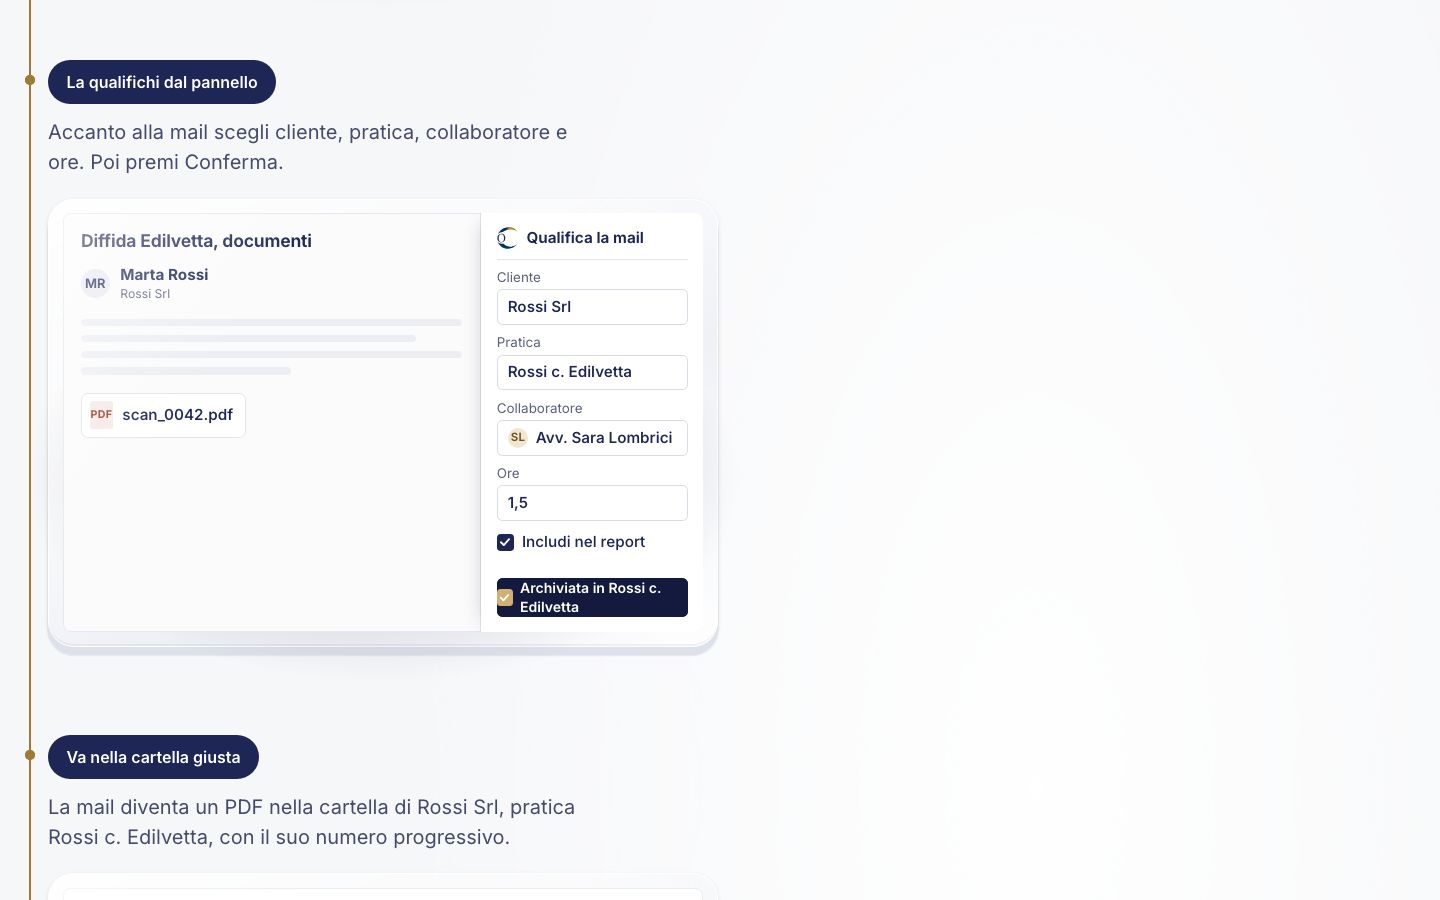 La qualifichi dal pannello
Accanto alla mail scegli cliente, pratica, collaboratore e
ore. Poi premi Conferma.
Diffida Edilvetta, documenti
MR
Marta Rossi
Rossi Srl
PDF
scan_0042.pdf
Qualifica la mail
Cliente
Rossi Srl
Pratica
Rossi c. Edilvetta
Collaboratore
SL
Avv. Sara Lombrici
Ore
1,5
Includi nel report
Archiviata in Rossi c.
Edilvetta
Va nella cartella giusta
La mail diventa un PDF nella cartella di Rossi Srl, pratica
Rossi c. Edilvetta, con il suo numero progressivo.